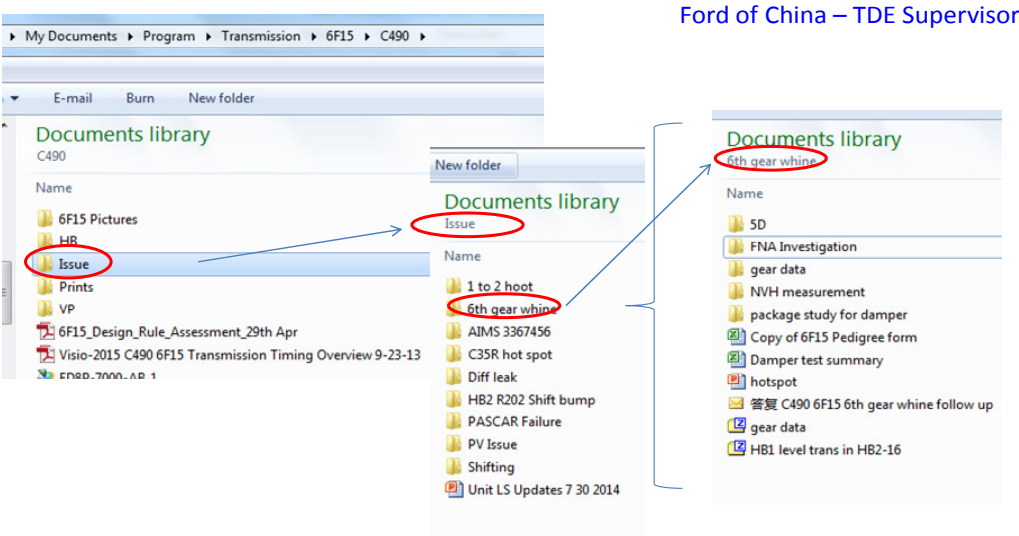 Ford of China – TDE Supervisor
My Documents ▸ Program ▸ Transmission ▸ 6F15 ▸ C490 ▸
E-mail Burn New folder
Documents library
C490
Name
6F15 Pictures
HB
Issue
Prints
VP
6F15_Design_Rule_Assessment_29th Apr
Visio-2015 C490 6F15 Transmission Timing Overview 9-23-13
New folder
Documents library
Issue
Name
1 to 2 hoot
6th gear whine
AIMS 3367456
C35R hot spot
Diff leak
HB2 R202 Shift bump
PASCAR Failure
PV Issue
Shifting
Unit LS Updates 7 30 2014
Documents library
6th gear whine
Name
5D
FNA Investigation
gear data
NVH measurement
package study for damper
Copy of 6F15 Pedigree form
Damper test summary
hotspot
答复 C490 6F15 6th gear whine follow up
gear data
HB1 level trans in HB2-16